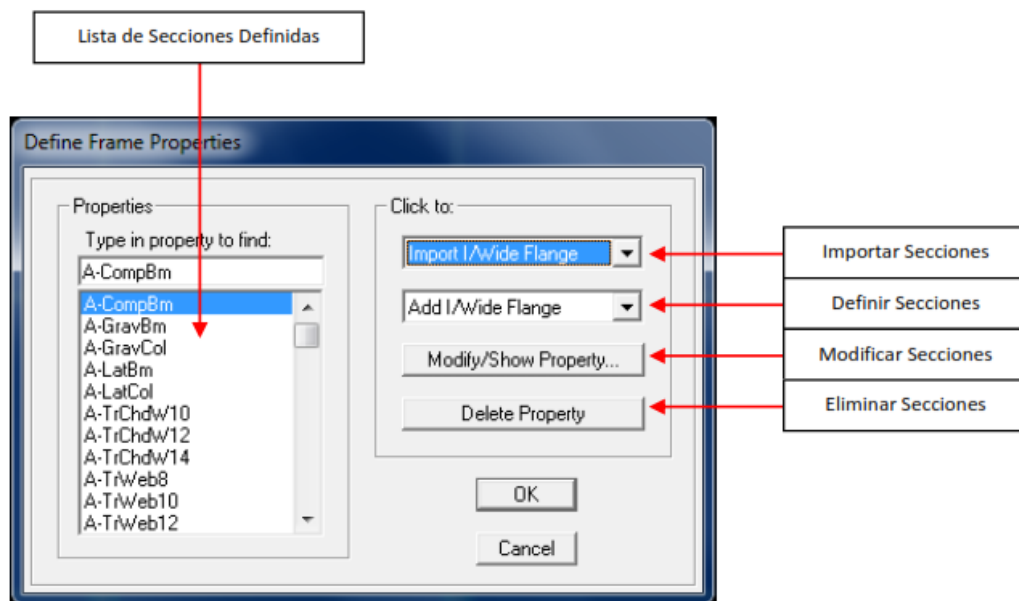 Lista de Secciones Definidas
Define Frame Properties
Properties
Type in property to find:
A-CompBm
A-CompBm
A-GravBm
A-GravCol
A-LatBm
A-LatCol
A-TrChdW10
A-TrChdW12
A-TrChdW14
A-TrWeb8
A-TrWeb10
A-TrWeb12
Click to:
Import I/Wide Flange
Add I/Wide Flange
Modify/Show Property...
Delete Property
OK
Cancel
Importar Secciones
Definir Secciones
Modificar Secciones
Eliminar Secciones